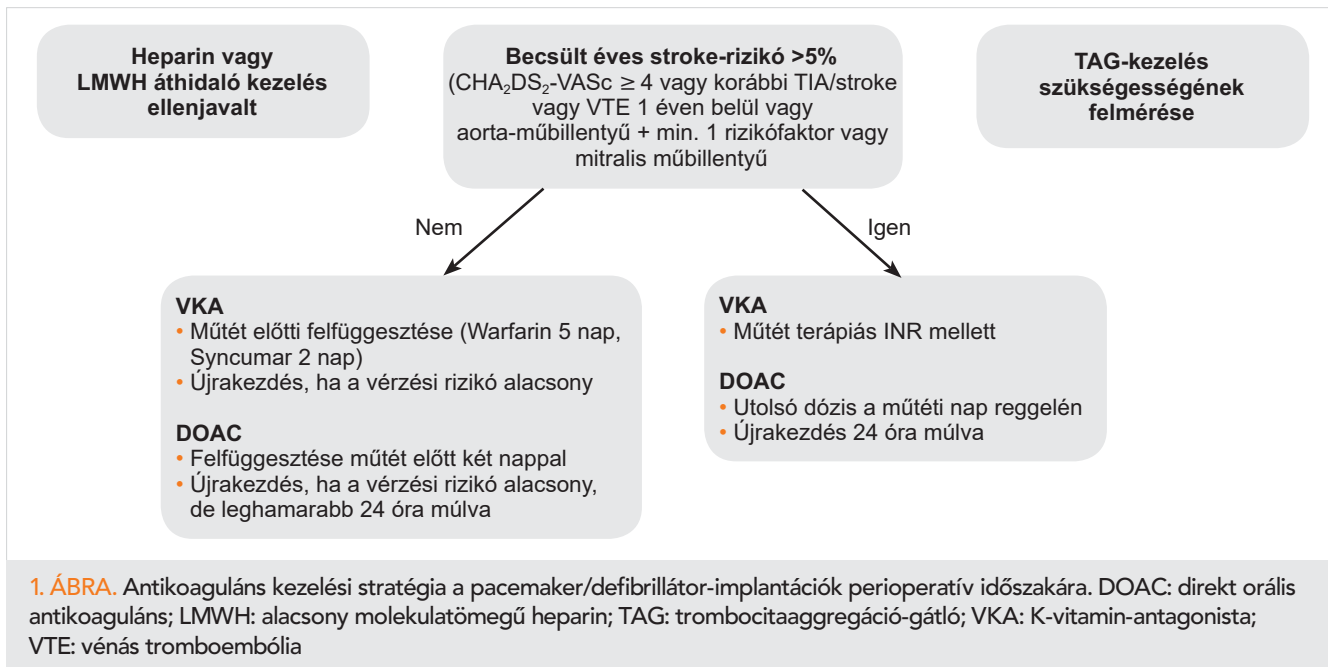 Heparin vagy
LMWH áthidaló kezelés
ellenjavalt
Becsült éves stroke-rizikó >5%
(CHA₂DS₂-VASc ≥ 4 vagy korábbi TIA/stroke
vagy VTE 1 éven belül vagy
aorta-műbillentyű + min. 1 rizikófaktor vagy
mitralis műbillentyű
TAG-kezelés
szükségességének
felmérése
Nem
Igen
VKA
• Műtét előtti felfüggesztése (Warfarin 5 nap,
Syncumar 2 nap)
• Újrakezdés, ha a vérzési rizikó alacsony
DOAC
• Felfüggesztése műtét előtt két nappal
• Újrakezdés, ha a vérzési rizikó alacsony,
de leghamarabb 24 óra múlva
VKA
• Műtét terápiás INR mellett
DOAC
• Utolsó dózis a műtéti nap reggelén
• Újrakezdés 24 óra múlva
1. ÁBRA. Antikoaguláns kezelési stratégia a pacemaker/defibrillátor-implantációk perioperatív időszakára. DOAC: direkt orális
antikoaguláns; LMWH: alacsony molekulatömegű heparin; TAG: trombocitaaggregáció-gátló; VKA: K-vitamin-antagonista;
VTE: vénás tromboembólia